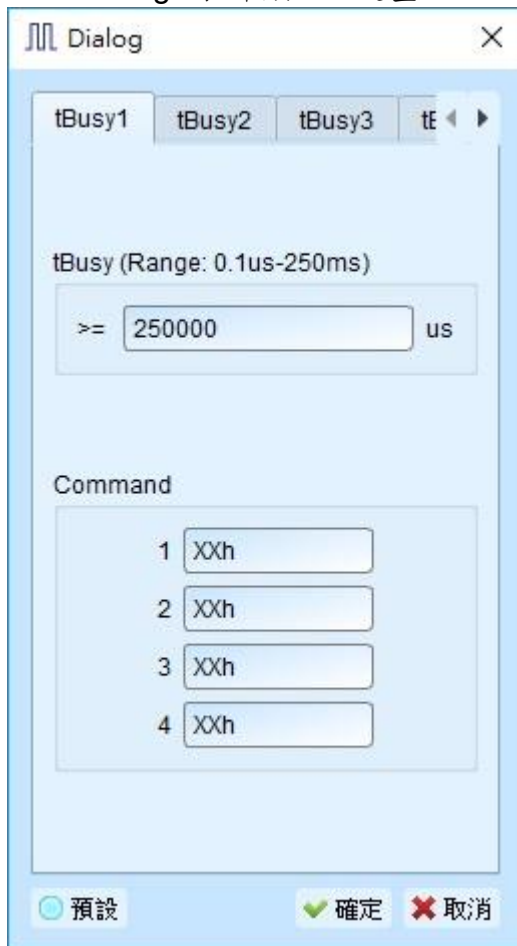 Dialog
tBusy1 tBusy2 tBusy3
tBusy (Range: 0.1us-250ms)
>= 250000 us
Command
1 XXh
2 XXh
3 XXh
4 XXh
預設 確定 取消